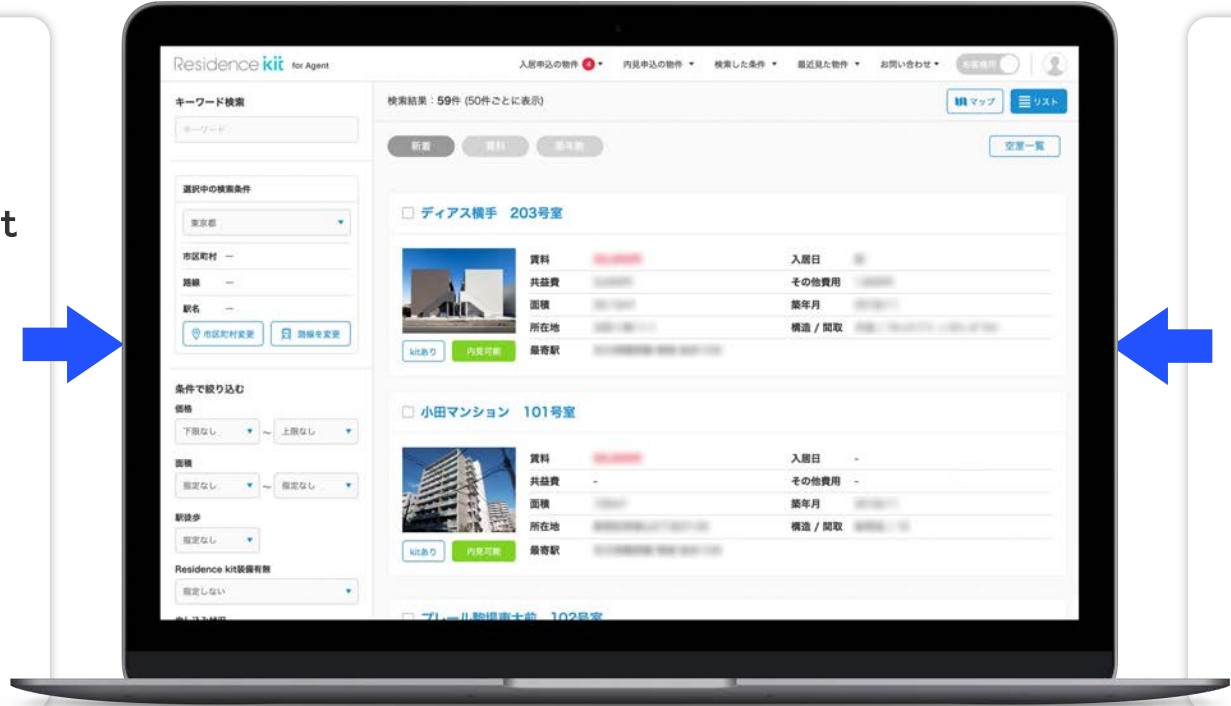 t
Residence kit for Agent
入居申込の物件 4
内見申込の物件
検索した条件
最近見た物件
お問い合わせ
キーワード検索
キーワード
検索結果：59件 (50件ごとに表示)
マップ
リスト
新着
賃料
築年数
空室一覧
選択中の検索条件
東京都
市区町村 ー
路線 ー
駅名 ー
市区町村変更
路線を変更
条件で絞り込む
価格
下限なし ～ 上限なし
面積
指定なし ～ 指定なし
駅徒歩
指定なし
Residence kit装備有無
指定しない
ディアス横手 203号室
賃料
入居日
共益費
その他費用
面積
築年月
所在地
構造 / 間取
最寄駅
kitあり
内見可能
小田マンション 101号室
賃料
入居日 -
共益費 -
その他費用 -
面積
築年月
所在地
構造 / 間取
最寄駅
kitあり
内見可能